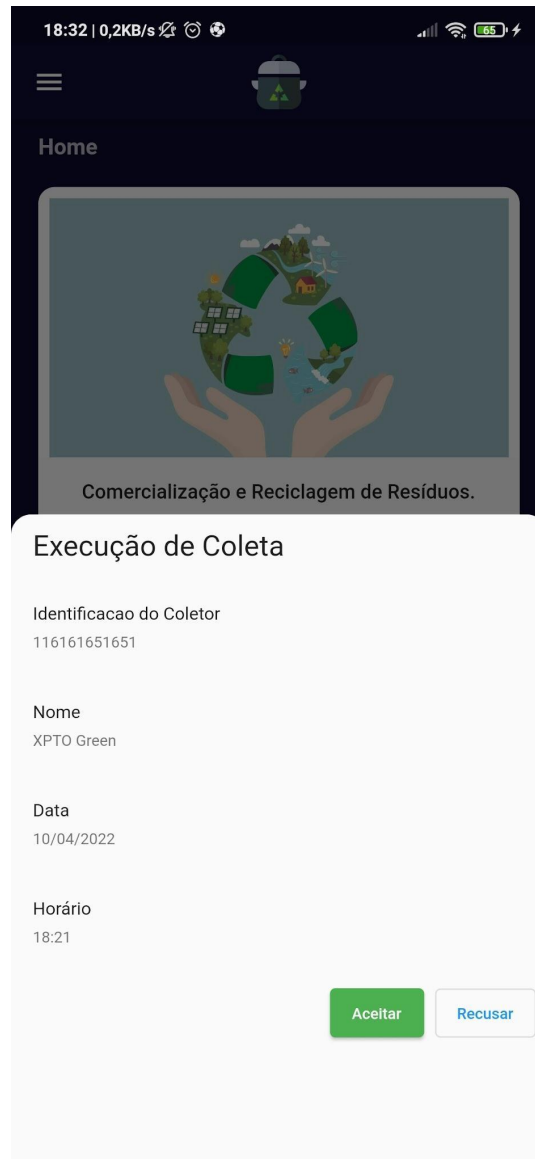 18:32 | 0,2KB/s
65
Home
Comercialização e Reciclagem de Resíduos.
Execução de Coleta
Identificacao do Coletor
116161651651
Nome
XPTO Green
Data
10/04/2022
Horário
18:21
Aceitar
Recusar